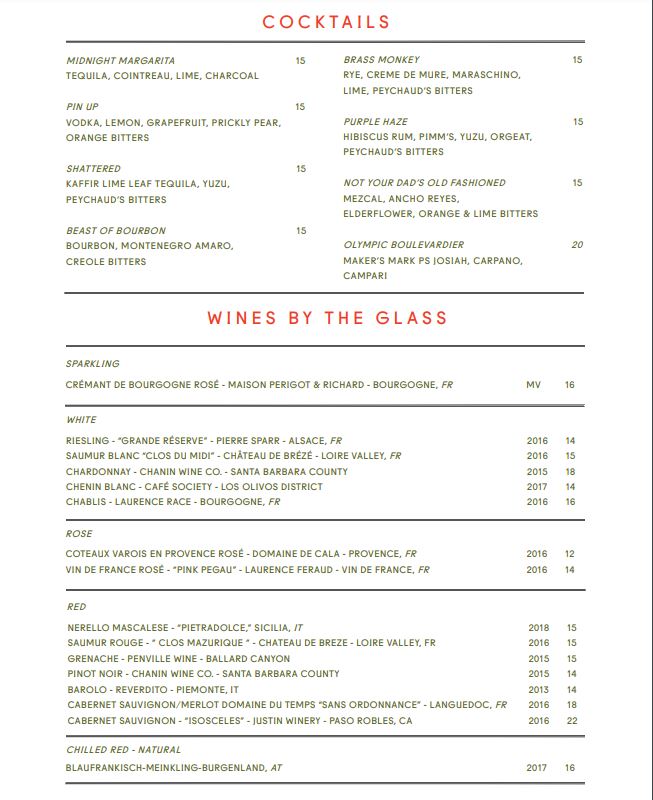 COCKTAILS
MIDNIGHT MARGARITA 15
TEQUILA, COINTREAU, LIME, CHARCOAL
PIN UP 15
VODKA, LEMON, GRAPEFRUIT, PRICKLY PEAR,
ORANGE BITTERS
SHATTERED 15
KAFFIR LIME LEAF TEQUILA, YUZU,
PEYCHAUD'S BITTERS
BEAST OF BOURBON 15
BOURBON, MONTENEGRO AMARO,
CREOLE BITTERS
BRASS MONKEY 15
RYE, CREME DE MURE, MARASCHINO,
LIME, PEYCHAUD'S BITTERS
PURPLE HAZE 15
HIBISCUS RUM, PIMM'S, YUZU, ORGEAT,
PEYCHAUD'S BITTERS
NOT YOUR DAD'S OLD FASHIONED 15
MEZCAL, ANCHO REYES,
ELDERFLOWER, ORANGE & LIME BITTERS
OLYMPIC BOULEVARDIER 20
MAKER'S MARK PS JOSIAH, CARPANO,
CAMPARI
WINES BY THE GLASS
SPARKLING
CRÉMANT DE BOURGOGNE ROSÉ - MAISON PERIGOT & RICHARD - BOURGOGNE, FR MV 16
WHITE
RIESLING - "GRANDE RÉSERVE" - PIERRE SPARR - ALSACE, FR 2016 14
SAUMUR BLANC "CLOS DU MIDI" - CHÂTEAU DE BRÉZÉ - LOIRE VALLEY, FR 2016 15
CHARDONNAY - CHANIN WINE CO. - SANTA BARBARA COUNTY 2015 18
CHENIN BLANC - CAFÉ SOCIETY - LOS OLIVOS DISTRICT 2017 14
CHABLIS - LAURENCE RACE - BOURGOGNE, FR 2016 16
ROSE
COTEAUX VAROIS EN PROVENCE ROSÉ - DOMAINE DE CALA - PROVENCE, FR 2016 12
VIN DE FRANCE ROSÉ - "PINK PEGAU" - LAURENCE FERAUD - VIN DE FRANCE, FR 2016 14
RED
NERELLO MASCALESE - "PIETRADOLCE," SICILIA, IT 2018 15
SAUMUR ROUGE - " CLOS MAZURIQUE " - CHATEAU DE BREZE - LOIRE VALLEY, FR 2016 15
GRENACHE - PENVILLE WINE - BALLARD CANYON 2015 15
PINOT NOIR - CHANIN WINE CO. - SANTA BARBARA COUNTY 2015 14
BAROLO - REVERDITO - PIEMONTE, IT 2013 14
CABERNET SAUVIGNON/MERLOT DOMAINE DU TEMPS "SANS ORDONNANCE" - LANGUEDOC, FR 2016 18
CABERNET SAUVIGNON - "ISOSCELES" - JUSTIN WINERY - PASO ROBLES, CA 2016 22
CHILLED RED - NATURAL
BLAUFRANKISCH-MEINKLING-BURGENLAND, AT 2017 16